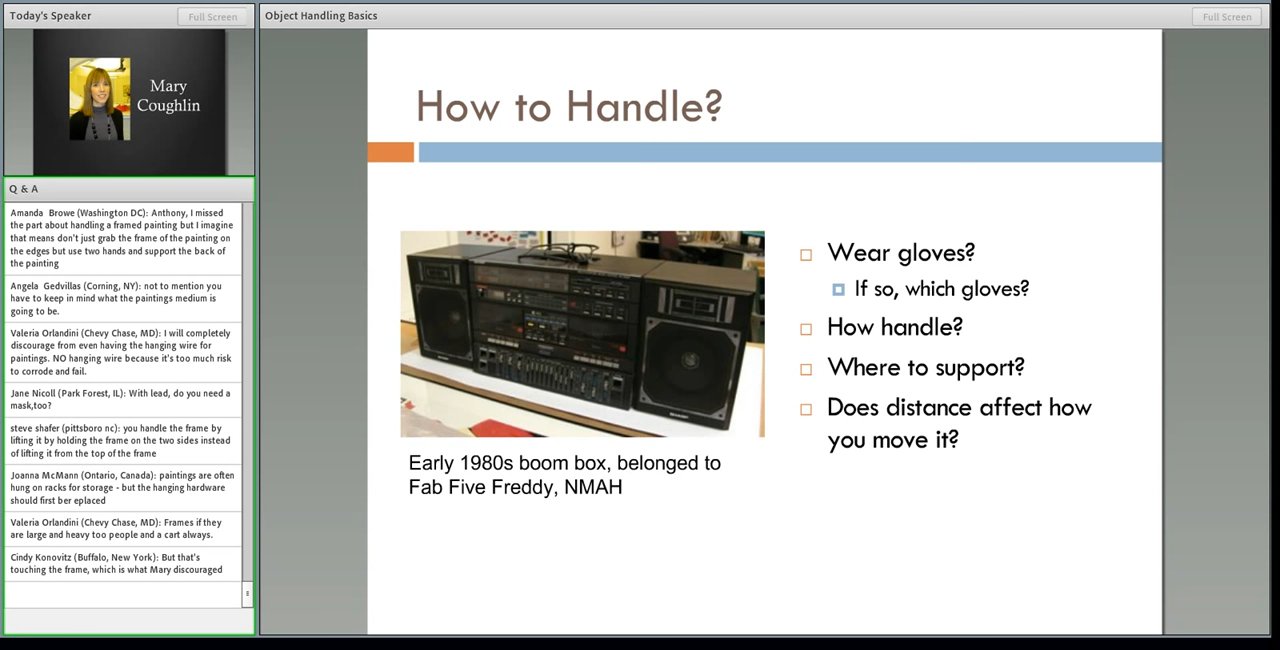 Today's Speaker
Full Screen
Mary
Coughlin
Q & A
Amanda Browe (Washington DC): Anthony, I missed
the part about handling a framed painting but I imagine
that means don't just grab the frame of the painting on
the edges but use two hands and support the back of
the painting
Angela Gedvillas (Corning, NY): not to mention you
have to keep in mind what the paintings medium is
going to be.
Valeria Orlandini (Chevy Chase, MD): I will completely
discourage from even having the hanging wire for
paintings. NO hanging wire because it's too much risk
to corrode and fail.
Jane Nicoll (Park Forest, IL): With lead, do you need a
mask,too?
steve shafer (pittsboro nc): you handle the frame by
lifting it by holding the frame on the two sides instead
of lifting it from the top of the frame
Joanna McMann (Ontario, Canada): paintings are often
hung on racks for storage - but the hanging hardware
should first ber eplaced
Valeria Orlandini (Chevy Chase, MD): Frames if they
are large and heavy too people and a cart always.
Cindy Konovitz (Buffalo, New York): But that's
touching the frame, which is what Mary discouraged
Object Handling Basics
Full Screen
How to Handle?
Wear gloves?
If so, which gloves?
How handle?
Where to support?
Does distance affect how
you move it?
Early 1980s boom box, belonged to
Fab Five Freddy, NMAH